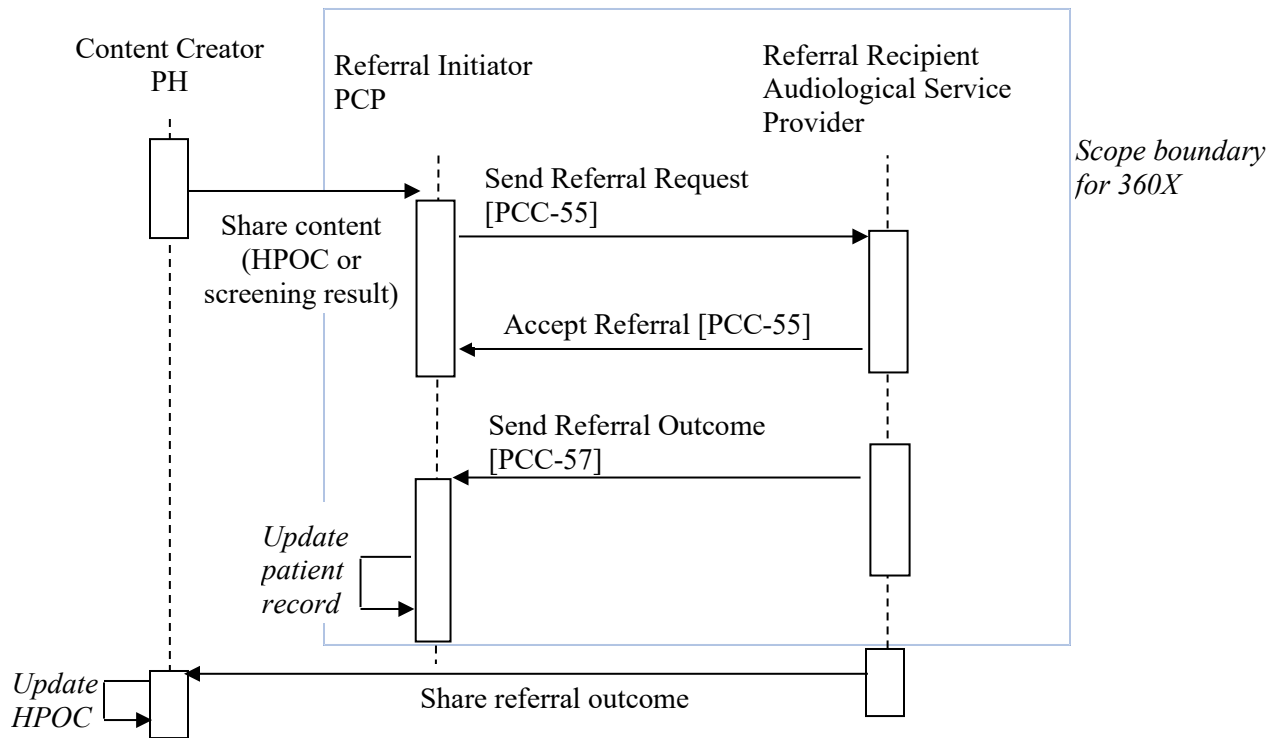 Content Creator
PH
Referral Initiator
PCP
Referral Recipient
Audiological Service
Provider
Scope boundary
for 360X
Send Referral Request
[PCC-55]
Share content
(HPOC or
screening result)
Accept Referral [PCC-55]
Send Referral Outcome
[PCC-57]
Update
patient
record
Update
HPOC
Share referral outcome